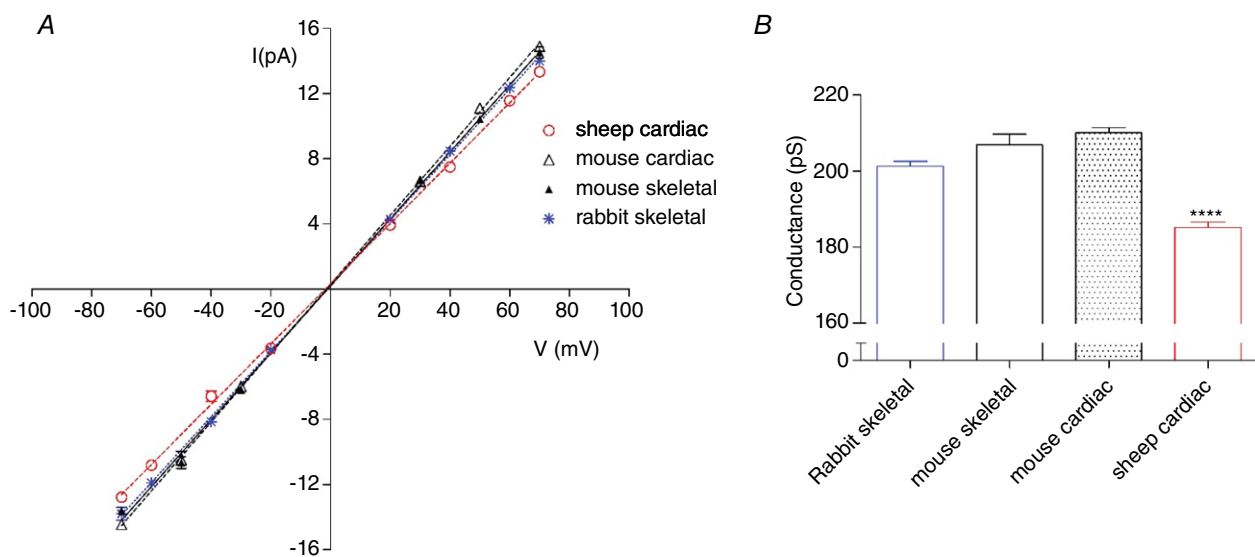 A
I(pA)
16
12
8
4
-100
-80
-60
-40
-20
20
40
60
80
100
V (mV)
-4
-8
-12
-16
sheep cardiac
mouse cardiac
mouse skeletal
rabbit skeletal
B
Conductance (pS)
220
200
180
160
0
****
Rabbit skeletal
mouse skeletal
mouse cardiac
sheep cardiac